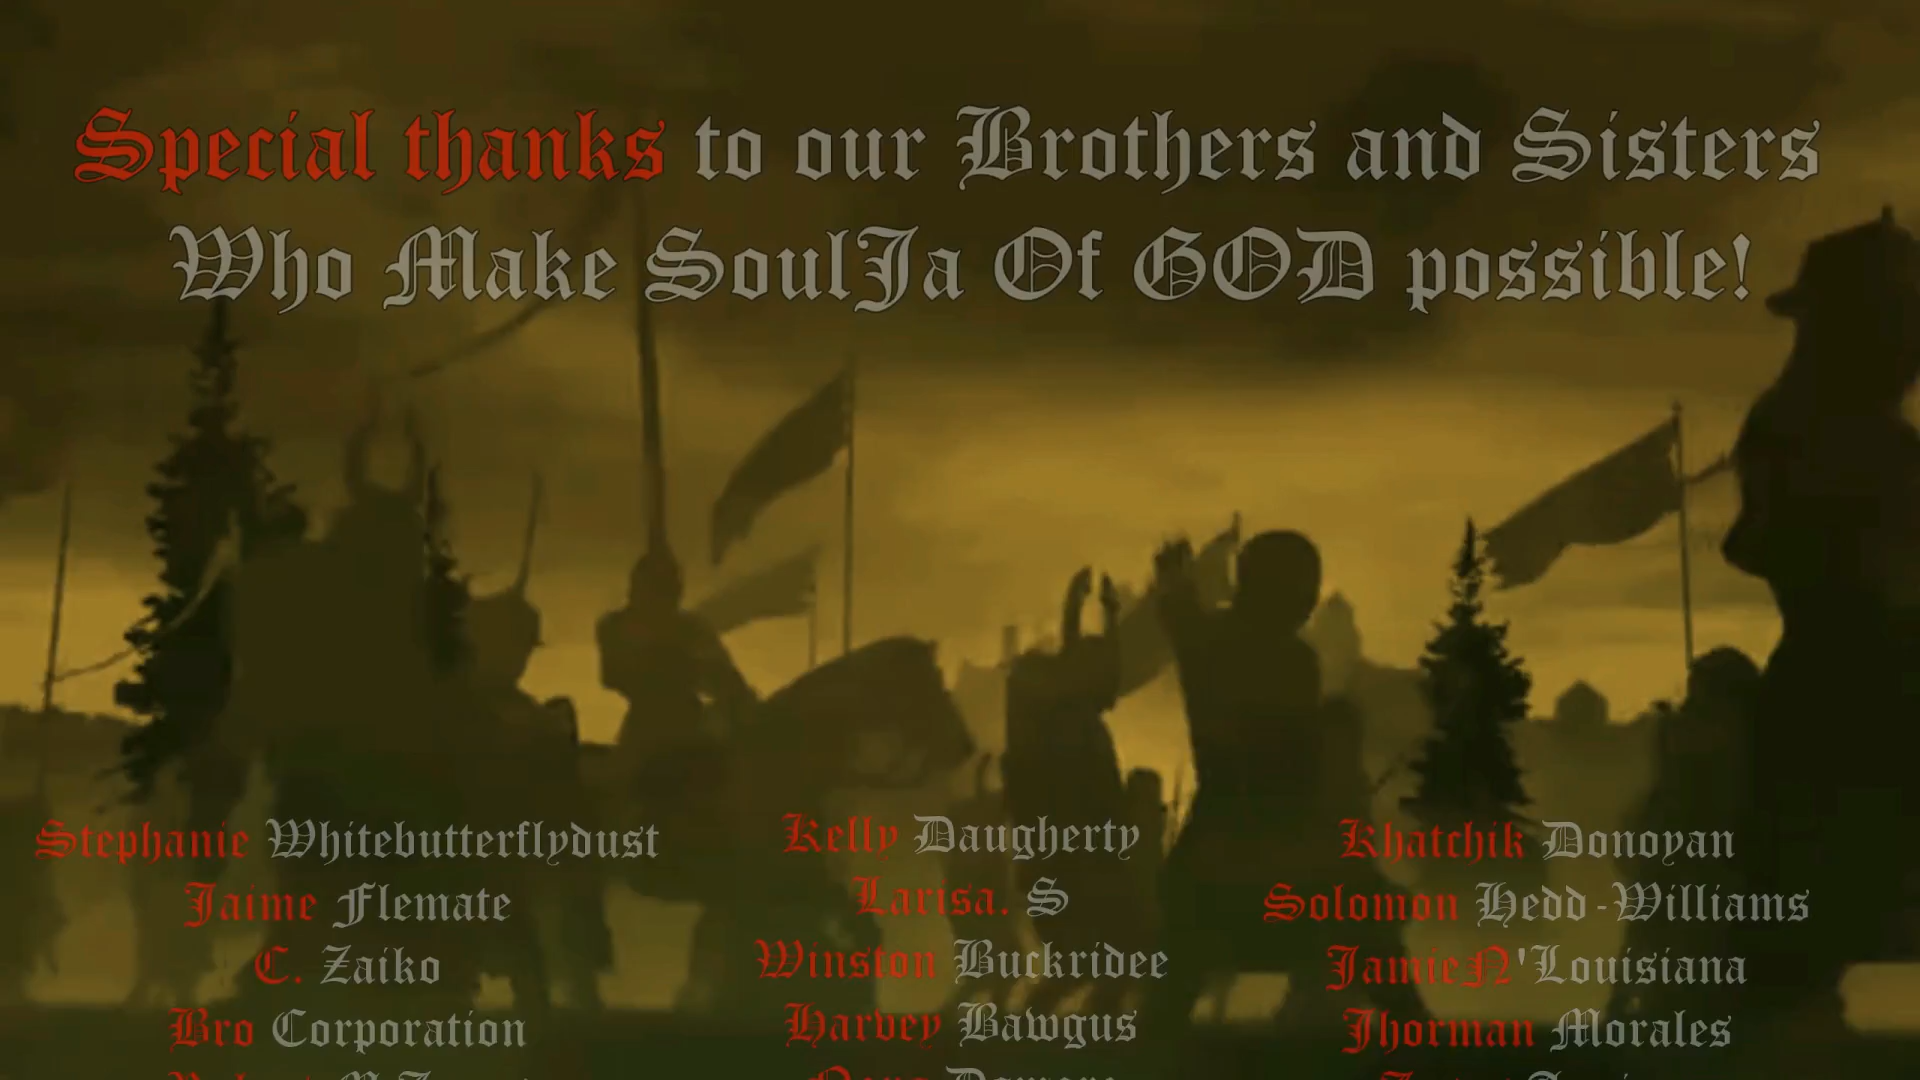 Special thanks to our Brothers and Sisters
Who Make SoulJa Of GOD possible!
Stephanie Whitebutterflydust
Jaime Flemate
C. Zaiko
Bro Corporation
Kelly Daugherty
Larisa. S
Winston Buckridee
Harvey Bawgus
Khatchik Donoyan
Solomon Hedd-Williams
JamieN'Louisiana
Jhorman Morales